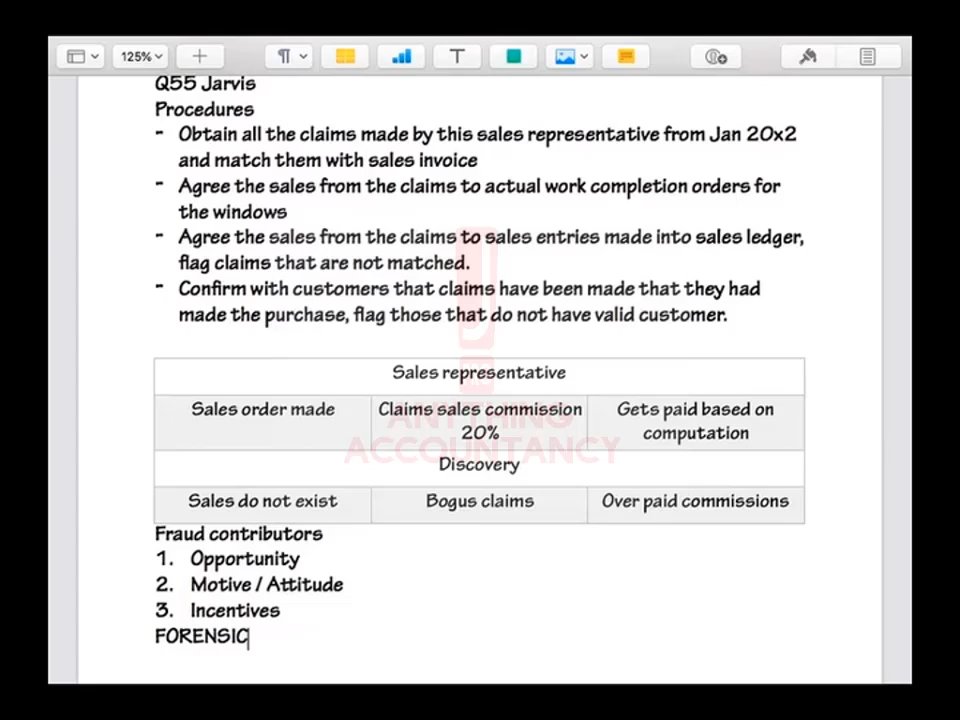 125%
Q55 Jarvis
Procedures
- Obtain all the claims made by this sales representative from Jan 20x2
and match them with sales invoice
- Agree the sales from the claims to actual work completion orders for
the windows
- Agree the sales from the claims to sales entries made into sales ledger,
flag claims that are not matched.
- Confirm with customers that claims have been made that they had
made the purchase, flag those that do not have valid customer.
Sales representative
Sales order made
Claims sales commission
20%
Gets paid based on
computation
ANYTHING
ACCOUNTANCY
Discovery
Sales do not exist
Bogus claims
Over paid commissions
Fraud contributors
1. Opportunity
2. Motive / Attitude
3. Incentives
FORENSIC